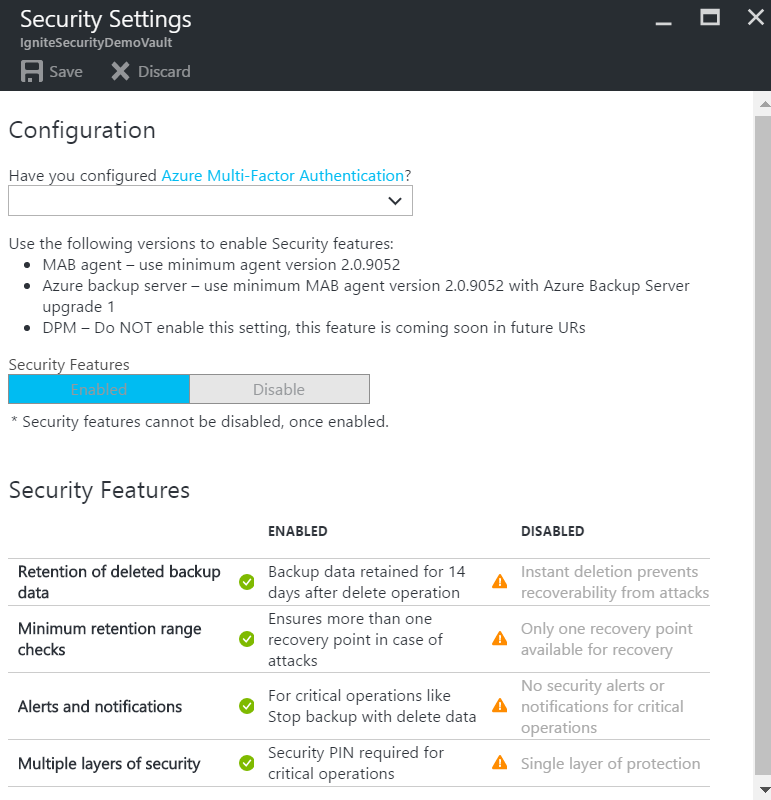 Security Settings
IgniteSecurityDemoVault
Save
Discard
Configuration
Have you configured Azure Multi-Factor Authentication?
Use the following versions to enable Security features:
MAB agent – use minimum agent version 2.0.9052
Azure backup server – use minimum MAB agent version 2.0.9052 with Azure Backup Server
upgrade 1
DPM – Do NOT enable this setting, this feature is coming soon in future URs
Security Features
Enabled
Disable
* Security features cannot be disabled, once enabled.
Security Features
ENABLED
DISABLED
Retention of deleted backup
data
Backup data retained for 14
days after delete operation
Instant deletion prevents
recoverability from attacks
Minimum retention range
checks
Ensures more than one
recovery point in case of
attacks
Only one recovery point
available for recovery
Alerts and notifications
For critical operations like
Stop backup with delete data
No security alerts or
notifications for critical
operations
Multiple layers of security
Security PIN required for
critical operations
Single layer of protection